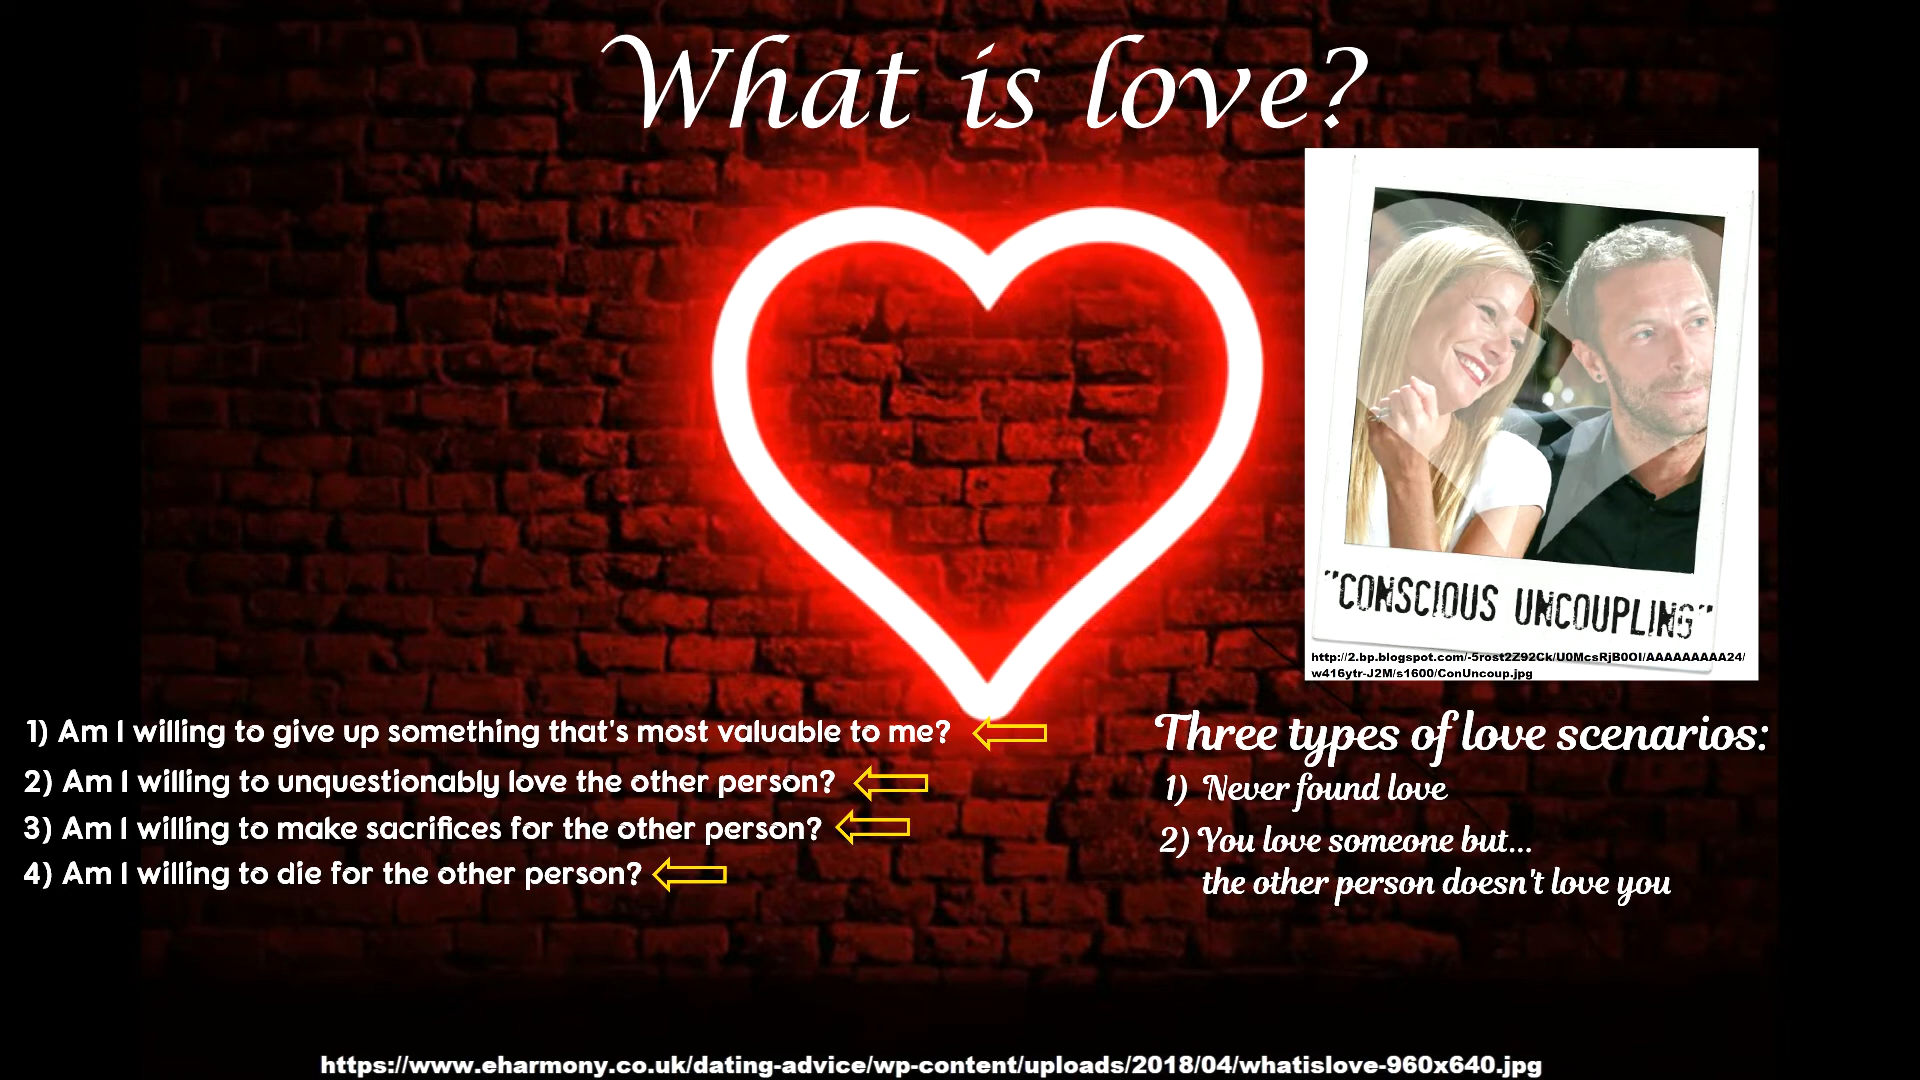 What is love?
"CONSCIOUS UNCOUPLING"
http://2.bp.blogspot.com/-5rost2Z92Ck/U0McsRjB0OI/AAAAAAAAA24/
w416ytr-J2M/s1600/ConUncoup.jpg
1) Am I willing to give up something that's most valuable to me?
2) Am I willing to unquestionably love the other person?
3) Am I willing to make sacrifices for the other person?
4) Am I willing to die for the other person?
Three types of love scenarios:
1) Never found love
2) You love someone but...
the other person doesn't love you
https://www.eharmony.co.uk/dating-advice/wp-content/uploads/2018/04/whatislove-960x640.jpg